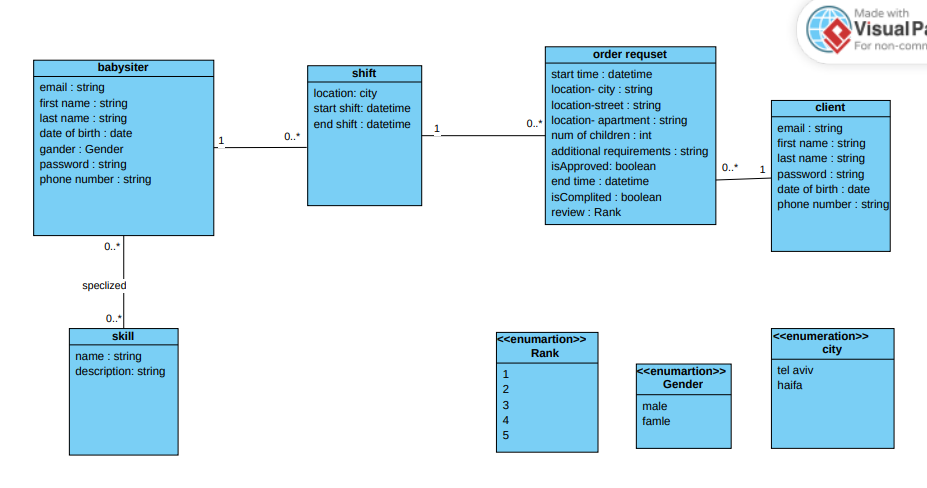 Made with
Visual Pa
For non-comm
babysiter
email : string
first name : string
last name : string
date of birth : date
gander : Gender
password : string
phone number : string
1
0..*
shift
location: city
start shift: datetime
end shift : datetime
1
0..*
order requset
start time : datetime
location- city : string
location-street : string
location- apartment : string
num of children : int
additional requirements : string
isApproved: boolean
end time : datetime
isComplited : boolean
review : Rank
0..*
1
client
email : string
first name : string
last name : string
password : string
date of birth : date
phone number : string
0..*
speclized
0..*
skill
name : string
description: string
<<enumartion>>
Rank
1
2
3
4
5
<<enumartion>>
Gender
male
famle
<<enumeration>>
city
tel aviv
haifa